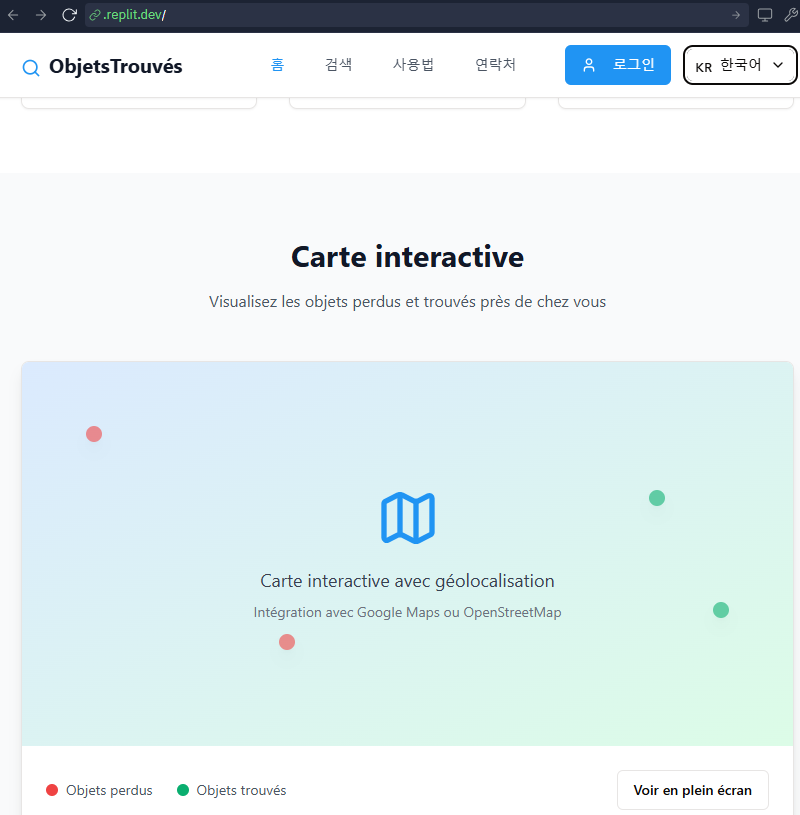 .replit.dev/
ObjetsTrouvés
홈
검색
사용법
연락처
로그인
KR 한국어
Carte interactive
Visualisez les objets perdus et trouvés près de chez vous
Carte interactive avec géolocalisation
Intégration avec Google Maps ou OpenStreetMap
Objets perdus
Objets trouvés
Voir en plein écran